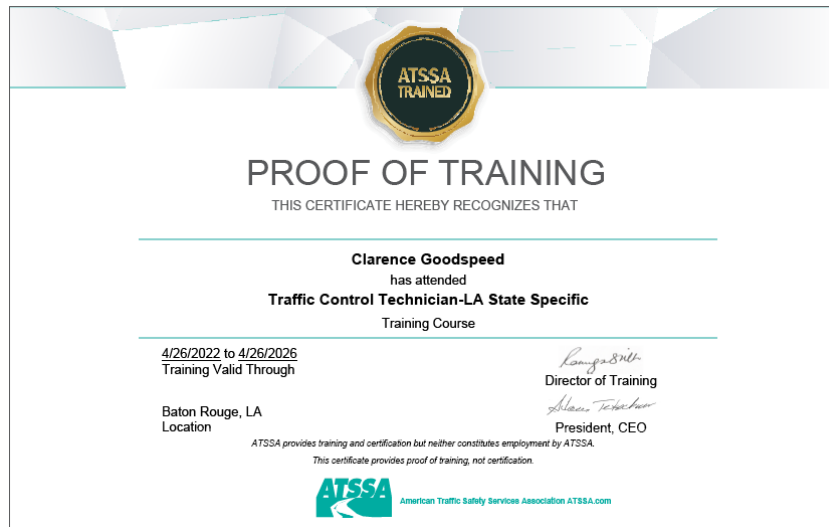 ATSSA
TRAINED
PROOF OF TRAINING
THIS CERTIFICATE HEREBY RECOGNIZES THAT
Clarence Goodspeed
has attended
Traffic Control Technician-LA State Specific
Training Course
4/26/2022 to 4/26/2026
Training Valid Through
Director of Training
Baton Rouge, LA
Location
President, CEO
ATSSA provides training and certification but neither constitutes employment by ATSSA.
This certificate provides proof of training, not certification.
ATSSA
American Traffic Safety Services Association ATSSA.com